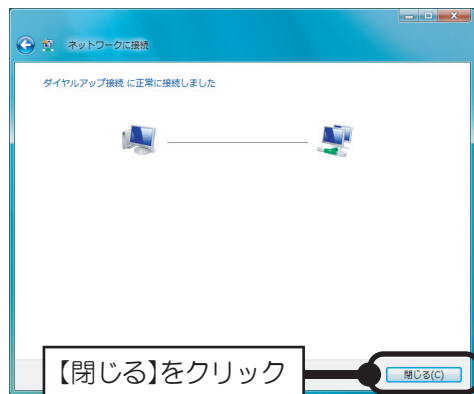 ネットワークに接続
ダイヤルアップ接続 に正常に接続しました
【閉じる】をクリック
閉じる(C)